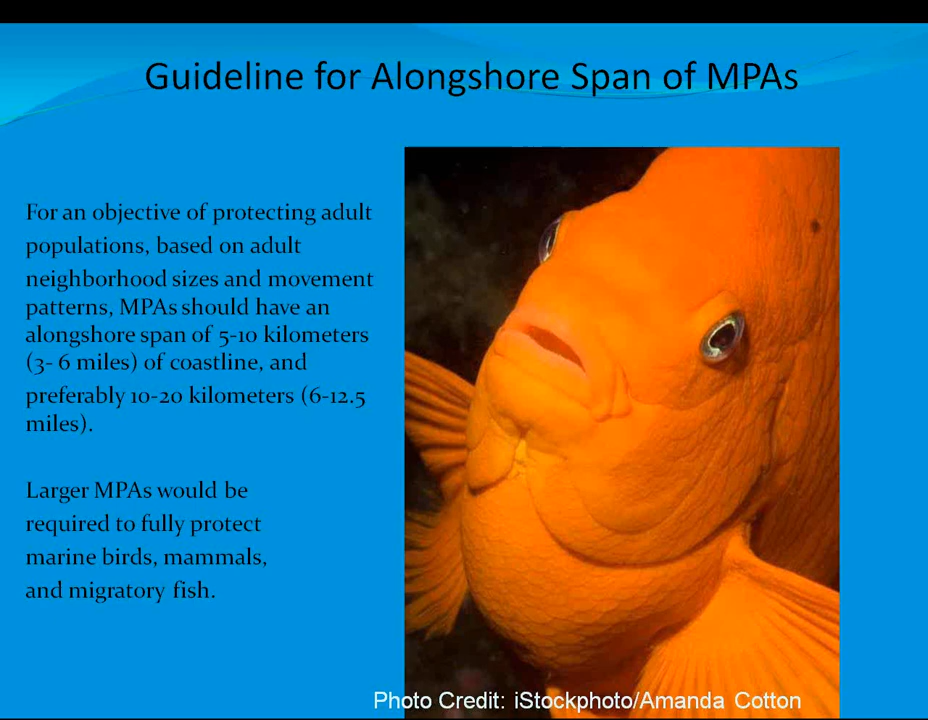 Guideline for Alongshore Span of MPAs
For an objective of protecting adult
populations, based on adult
neighborhood sizes and movement
patterns, MPAs should have an
alongshore span of 5-10 kilometers
(3- 6 miles) of coastline, and
preferably 10-20 kilometers (6-12.5
miles).
Larger MPAs would be
required to fully protect
marine birds, mammals,
and migratory fish.
Photo Credit: iStockphoto/Amanda Cotton